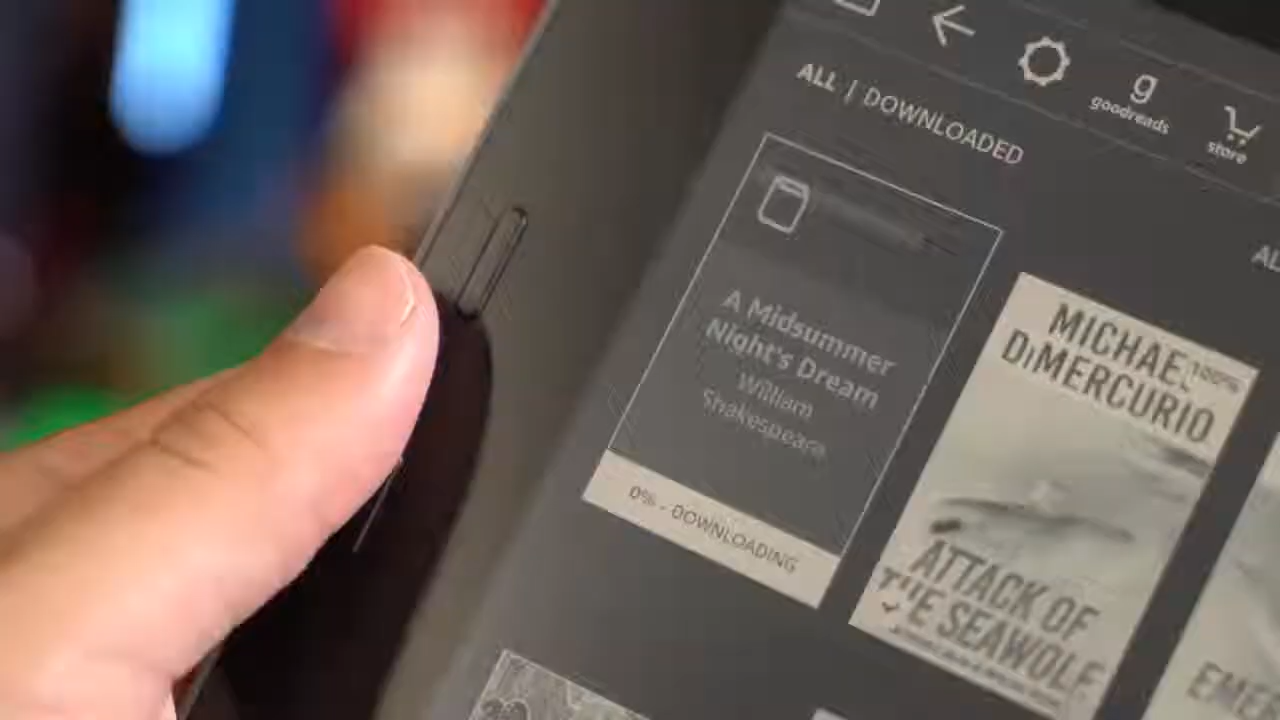 g
goodreads
store
ALL | DOWNLOADED
A Midsummer
Night's Dream
William
Shakespeare
0% - DOWNLOADING
100%
MICHAEL
DiMERCURIO
ATTACK OF
THE SEAWOLF